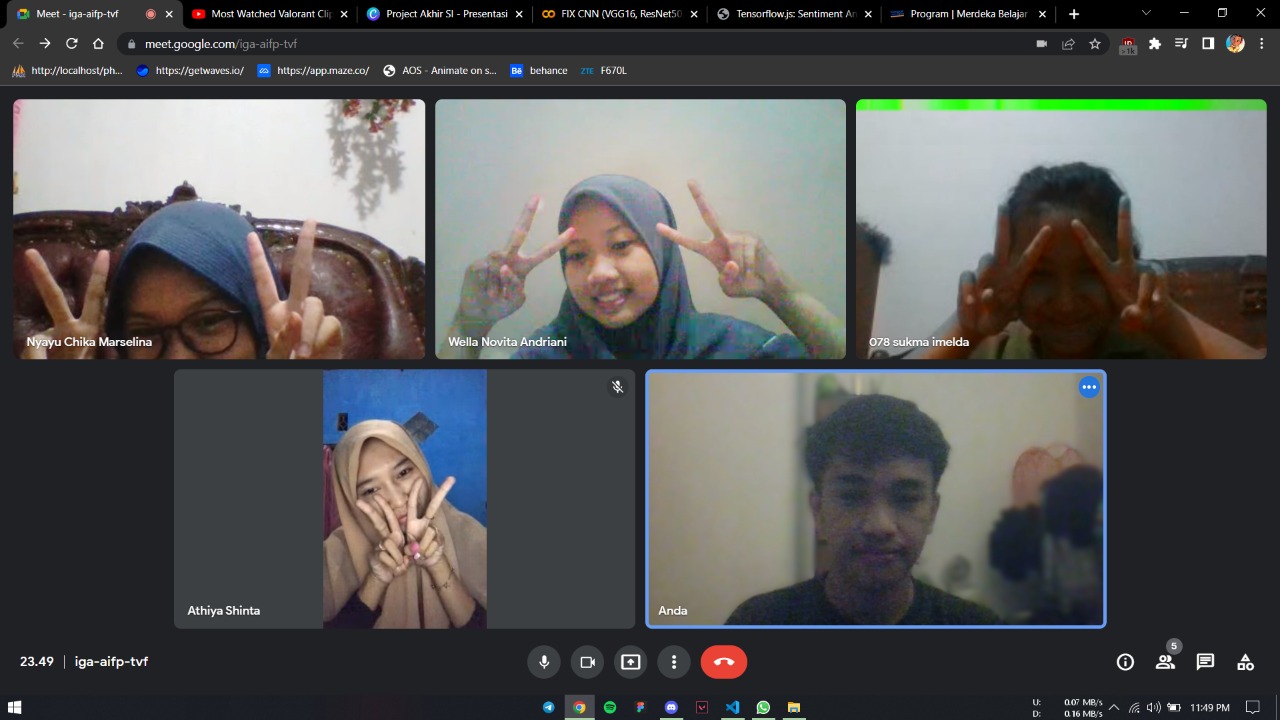 Meet - iga-aifp-tvf
Most Watched Valorant Clip
Project Akhir SI - Presentasi
FIX CNN (VGG16, ResNet50,
Tensorflow.js: Sentiment An
Program | Merdeka Belajar
meet.google.com/iga-aifp-tvf
>1k
http://localhost/ph...
https://getwaves.io/
https://app.maze.co/
AOS - Animate on s...
Bē behance
ZTE F670L
Nyayu Chika Marselina
Wella Novita Andriani
078 sukma imelda
Athiya Shinta
Anda
23.49 | iga-aifp-tvf
5
U: 0.07 MB/s
D: 0.16 MB/s
11:49 PM